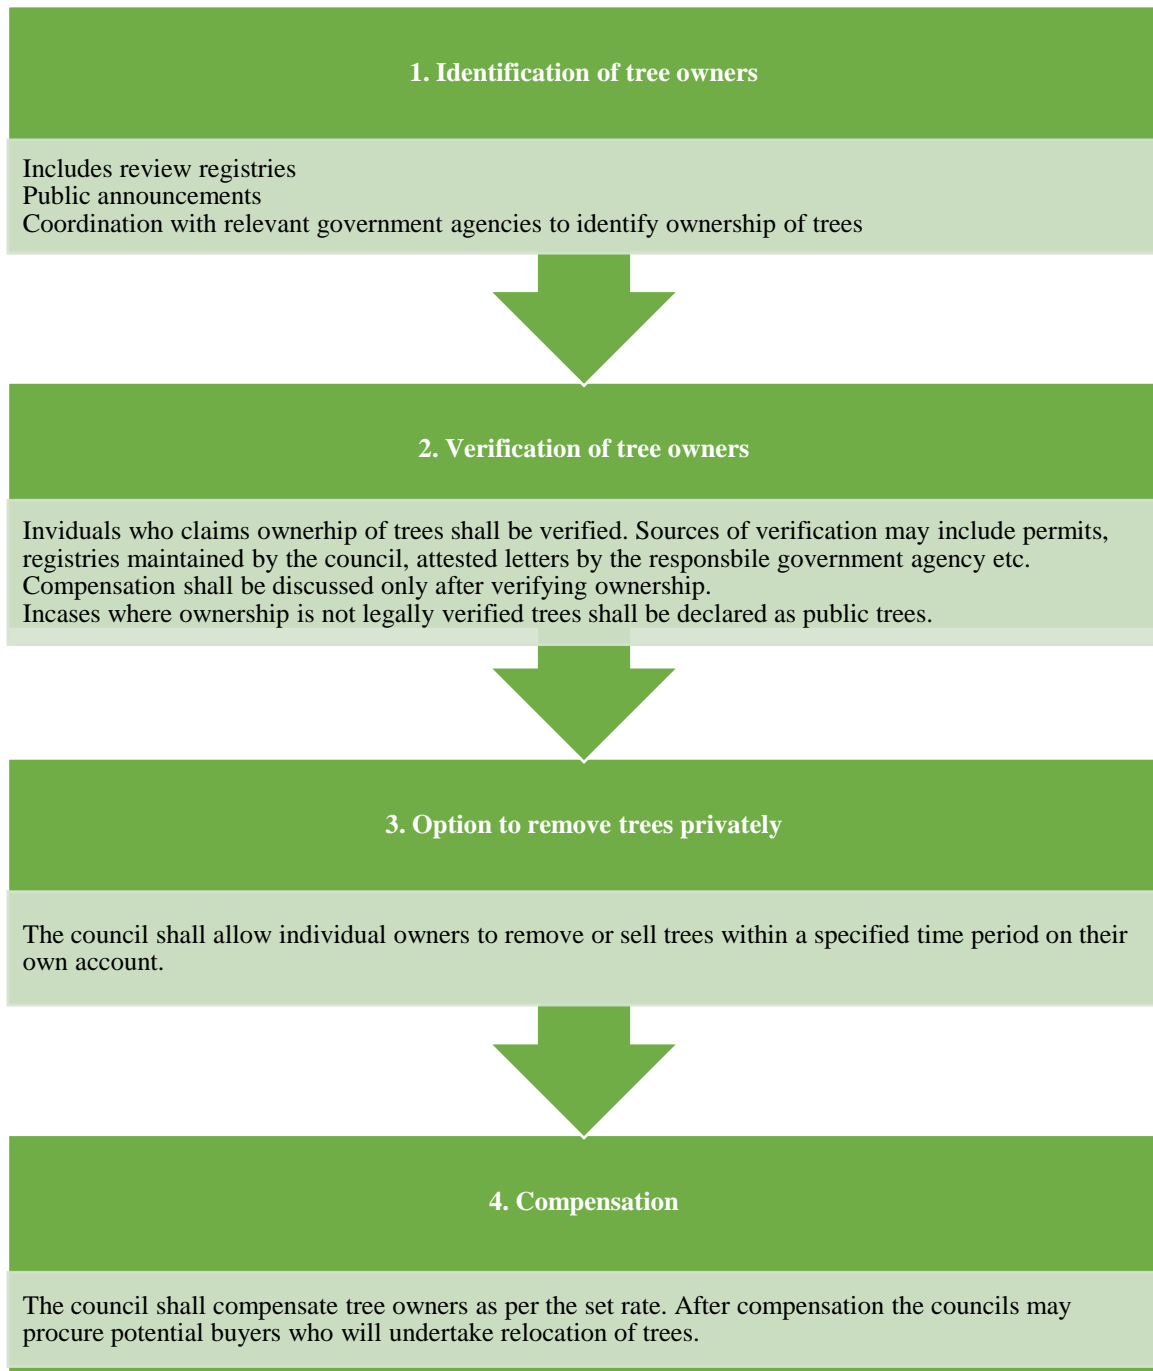 1. Identification of tree owners
Includes review registries
Public announcements
Coordination with relevant government agencies to identify ownership of trees
2. Verification of tree owners
Inviduals who claims ownerhip of trees shall be verified. Sources of verification may include permits,
registries maintained by the council, attested letters by the responsbile government agency etc.
Compensation shall be discussed only after verifying ownership.
Incases where ownership is not legally verified trees shall be declared as public trees.
3. Option to remove trees privately
The council shall allow individual owners to remove or sell trees within a specified time period on their
own account.
4. Compensation
The council shall compensate tree owners as per the set rate. After compensation the councils may
procure potential buyers who will undertake relocation of trees.